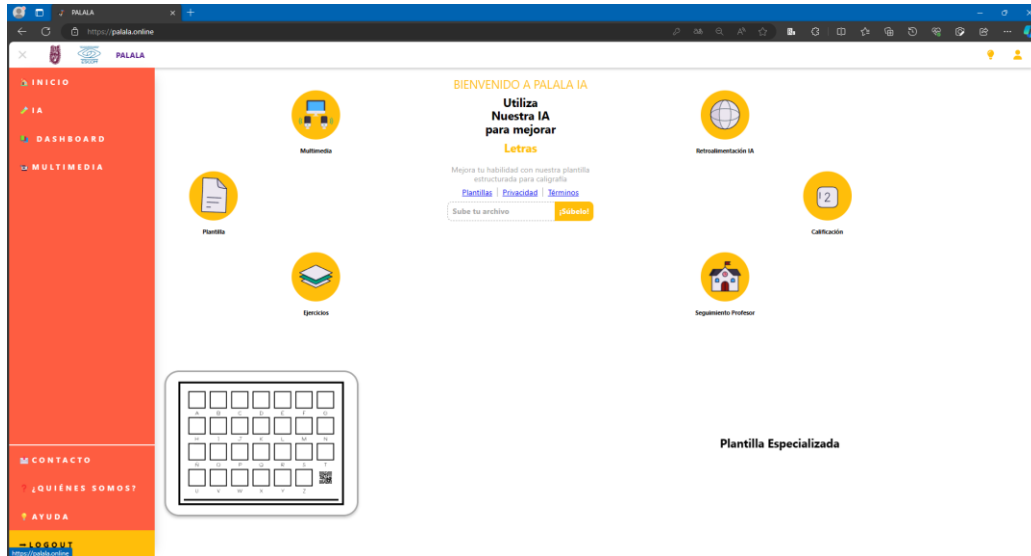 PALALA
https://palala.online
PALALA
INICIO
IA
DASHBOARD
MULTIMEDIA
BIENVENIDO A PALALA IA
Utiliza
Nuestra IA
para mejorar
Letras
Mejora tu habilidad con nuestra plantilla
estructurada para caligrafía
Plantillas | Privacidad | Términos
Sube tu archivo ¡Súbelo!
Multimedia
Plantilla
Ejercicios
Retroalimentación IA
12
Calificación
Seguimiento Profesor
A B C D E F G
H I J K L M N
Ñ O P Q R S T
U V W X Y Z
Plantilla Especializada
CONTACTO
¿QUIÉNES SOMOS?
AYUDA
LOGOUT
https://palala.online